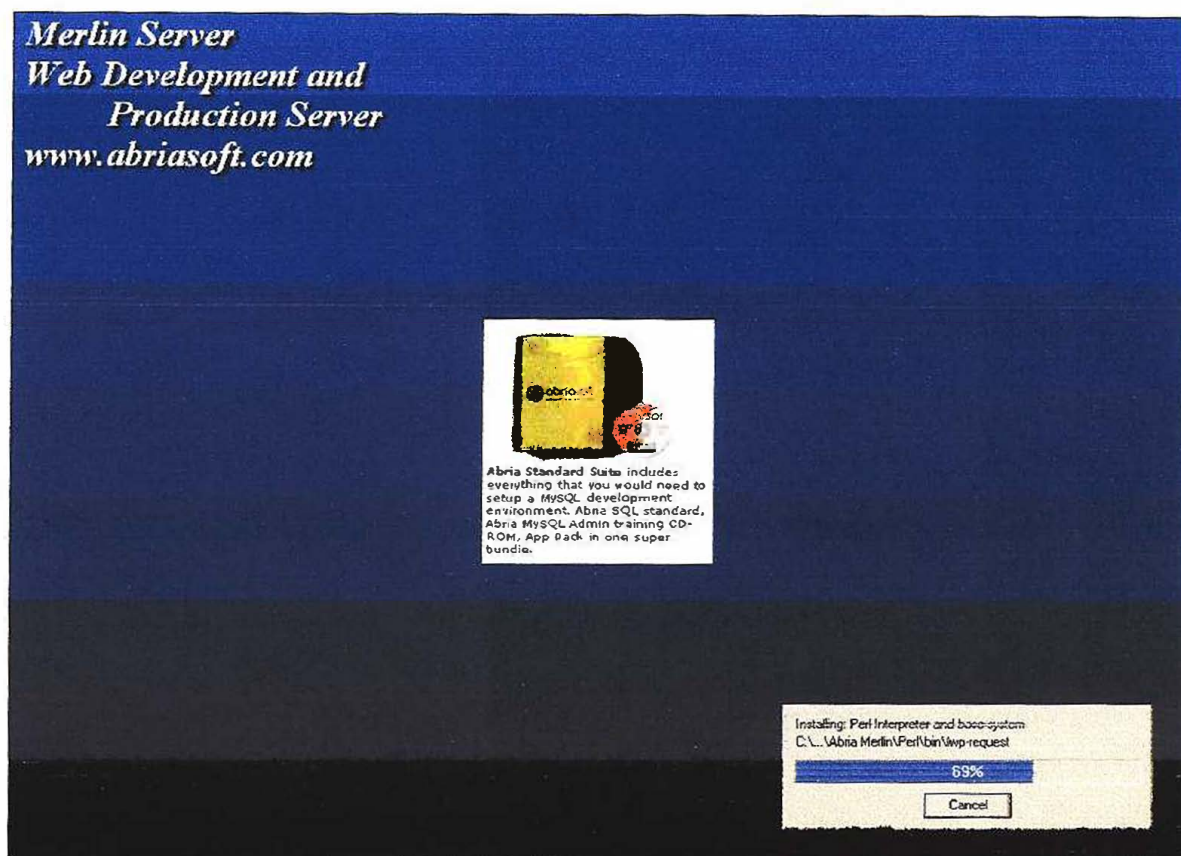 Merlin Server
Web Development and
Production Server
www.abriasoft.com
abria
Abria Standard Suite includes
everything that you would need to
setup a MySQL development
environment. Abria SQL standard,
Abria MySQL Admin training CD-
ROM, App Pack in one super
bundle.
Installing: Perl Interpreter and base system
C:\...\Abria Merlin\Perl\bin\lwp-request
69%
Cancel